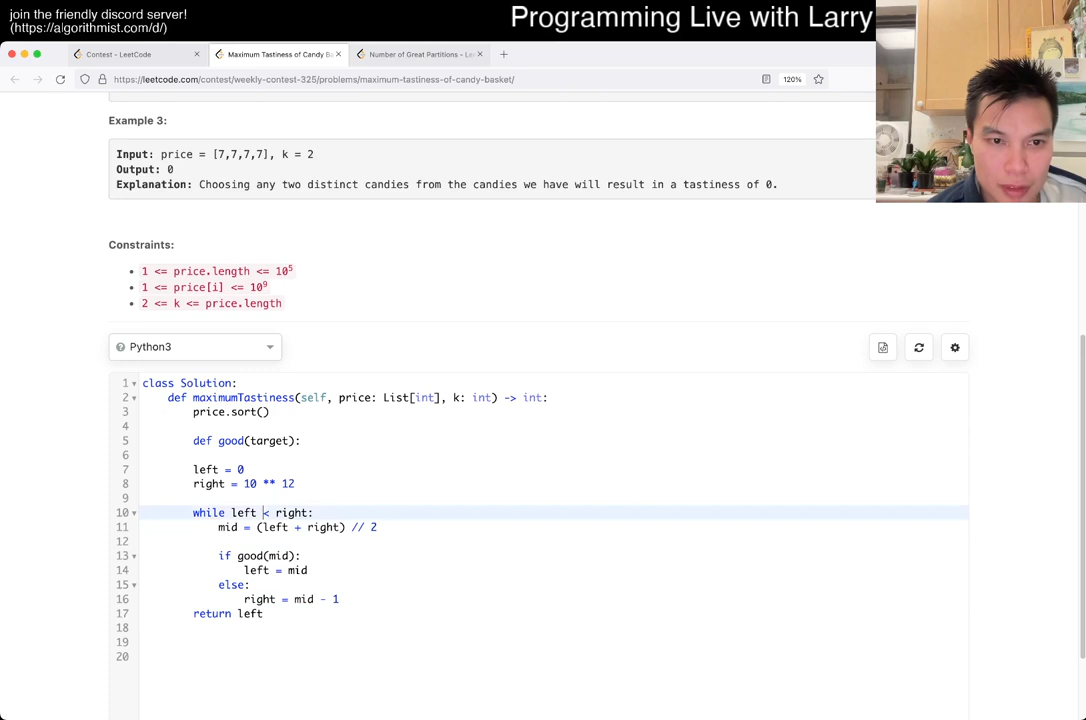 join the friendly discord server!
(https://algorithmist.com/d/)
Programming Live with Larry
Contest - LeetCode
Maximum Tastiness of Candy Ba
Number of Great Partitions - Le
https://leetcode.com/contest/weekly-contest-325/problems/maximum-tastiness-of-candy-basket/
120%
Example 3:
Input: price = [7,7,7,7], k = 2
Output: 0
Explanation: Choosing any two distinct candies from the candies we have will result in a tastiness of 0.
Constraints:
• 1 <= price.length <= 10⁵
• 1 <= price[i] <= 10⁹
• 2 <= k <= price.length
Python3
1 class Solution:
2 def maximumTastiness(self, price: List[int], k: int) -> int:
3 price.sort()
4
5 def good(target):
6
7 left = 0
8 right = 10 ** 12
9
10 while left < right:
11 mid = (left + right) // 2
12
13 if good(mid):
14 left = mid
15 else:
16 right = mid - 1
17 return left
18
19
20